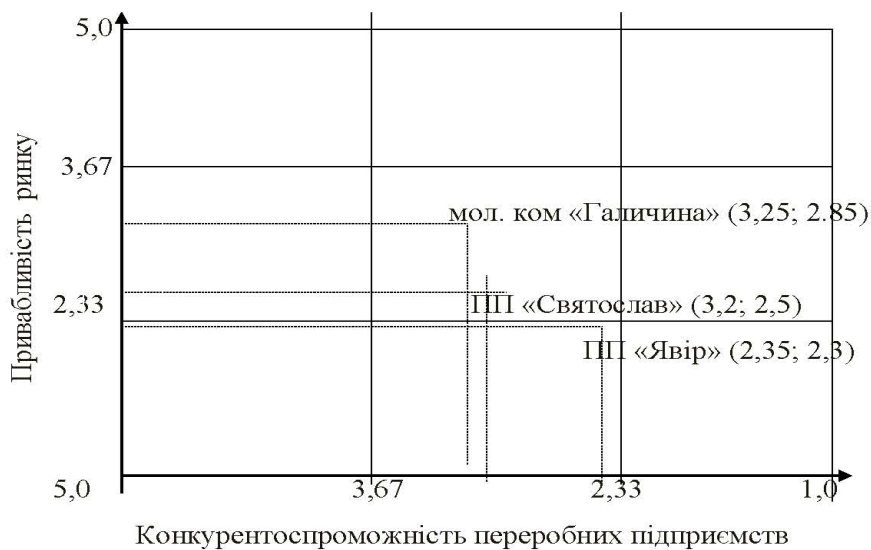 5,0
Привабливість ринку
3,67
мол. ком «Галичина» (3,25; 2.85)
2,33
ПП «Святослав» (3,2; 2,5)
ПП «Явір» (2,35; 2,3)
5,0 3,67 2,33 1,0
Конкурентоспроможність переробних підприємств